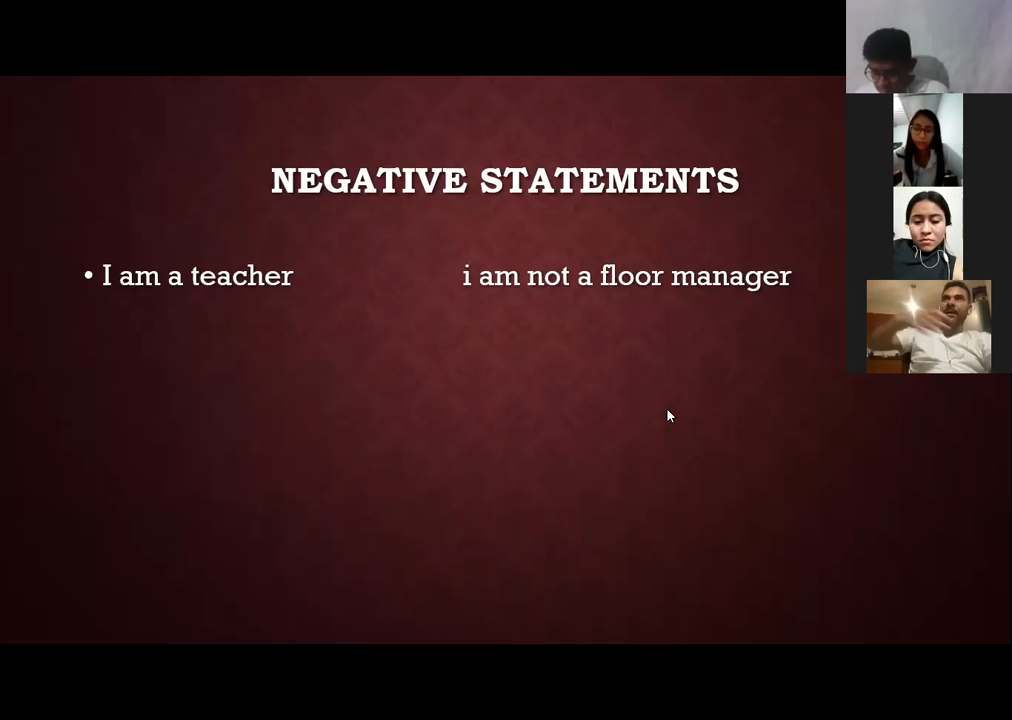 NEGATIVE STATEMENTS
• I am a teacher i am not a floor manager